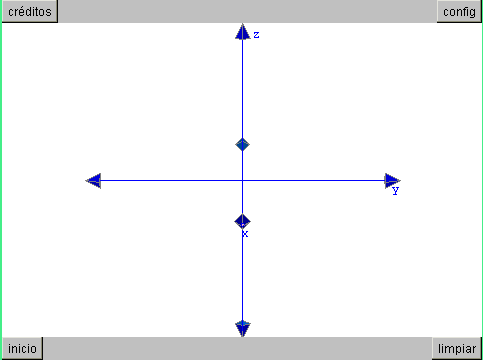 créditos
config
z
y
x
inicio
limpiar